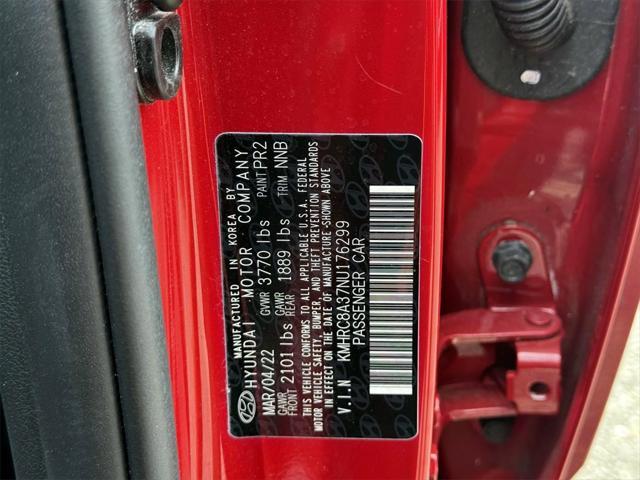 MANUFACTURED IN KOREA BY
HYUNDAI MOTOR COMPANY
MAR/04/22 GVWR 3770 lbs PAINT PR2
GAWR FRONT 2101 lbs GAWR REAR 1889 lbs TRIM NNB
THIS VEHICLE CONFORMS TO ALL APPLICABLE U.S.A. FEDERAL
MOTOR VEHICLE SAFETY, BUMPER, AND THEFT PREVENTION STANDARDS
IN EFFECT ON THE DATE OF MANUFACTURE-SHOWN ABOVE
V.I.N KMHRC8A37NU176299
PASSENGER CAR